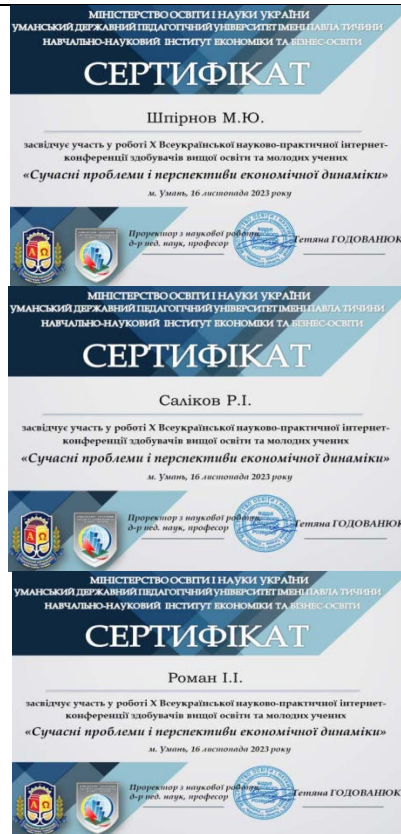 МІНІСТЕРСТВО ОСВІТИ І НАУКИ УКРАЇНИ
УМАНСЬКИЙ ДЕРЖАВНИЙ ПЕДАГОГІЧНИЙ УНІВЕРСИТЕТ ІМЕНІ ПАВЛА ТИЧИНИ
НАВЧАЛЬНО-НАУКОВИЙ ІНСТИТУТ ЕКОНОМІКИ ТА БІЗНЕС-ОСВІТИ
СЕРТИФІКАТ
Шпірнов М.Ю.
засвідчує участь у роботі X Всеукраїнської науково-практичної інтернет-
конференції здобувачів вищої освіти та молодих учених
«Сучасні проблеми і перспективи економічної динаміки»
м. Умань, 16 листопада 2023 року
Проректор з наукової роботи,
д-р пед. наук, професор
Тетяна ГОДОВАНЮК
МІНІСТЕРСТВО ОСВІТИ І НАУКИ УКРАЇНИ
УМАНСЬКИЙ ДЕРЖАВНИЙ ПЕДАГОГІЧНИЙ УНІВЕРСИТЕТ ІМЕНІ ПАВЛА ТИЧИНИ
НАВЧАЛЬНО-НАУКОВИЙ ІНСТИТУТ ЕКОНОМІКИ ТА БІЗНЕС-ОСВІТИ
СЕРТИФІКАТ
Саліков Р.І.
засвідчує участь у роботі X Всеукраїнської науково-практичної інтернет-
конференції здобувачів вищої освіти та молодих учених
«Сучасні проблеми і перспективи економічної динаміки»
м. Умань, 16 листопада 2023 року
Проректор з наукової роботи,
д-р пед. наук, професор
Тетяна ГОДОВАНЮК
МІНІСТЕРСТВО ОСВІТИ І НАУКИ УКРАЇНИ
УМАНСЬКИЙ ДЕРЖАВНИЙ ПЕДАГОГІЧНИЙ УНІВЕРСИТЕТ ІМЕНІ ПАВЛА ТИЧИНИ
НАВЧАЛЬНО-НАУКОВИЙ ІНСТИТУТ ЕКОНОМІКИ ТА БІЗНЕС-ОСВІТИ
СЕРТИФІКАТ
Роман І.І.
засвідчує участь у роботі X Всеукраїнської науково-практичної інтернет-
конференції здобувачів вищої освіти та молодих учених
«Сучасні проблеми і перспективи економічної динаміки»
м. Умань, 16 листопада 2023 року
Проректор з наукової роботи,
д-р пед. наук, професор
Тетяна ГОДОВАНЮК